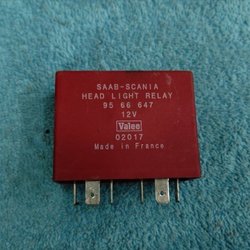 SAAB-SCANIA
HEAD LIGHT RELAY
95 66 647
12V
Valeo
02017
Made in France